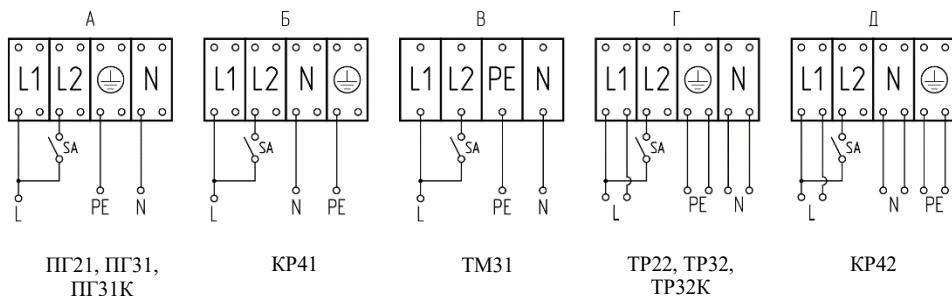 А Б В Г Д
L1 L2 N L1 L2 N L1 L2 PE N L1 L2 N L1 L2 N
SA SA SA SA SA
L PE N L N PE L PE N L PE N L N PE
ПГ21, ПГ31, КР41 ТМ31 ТР22, ТР32, КР42
ПГ31К ТР32К